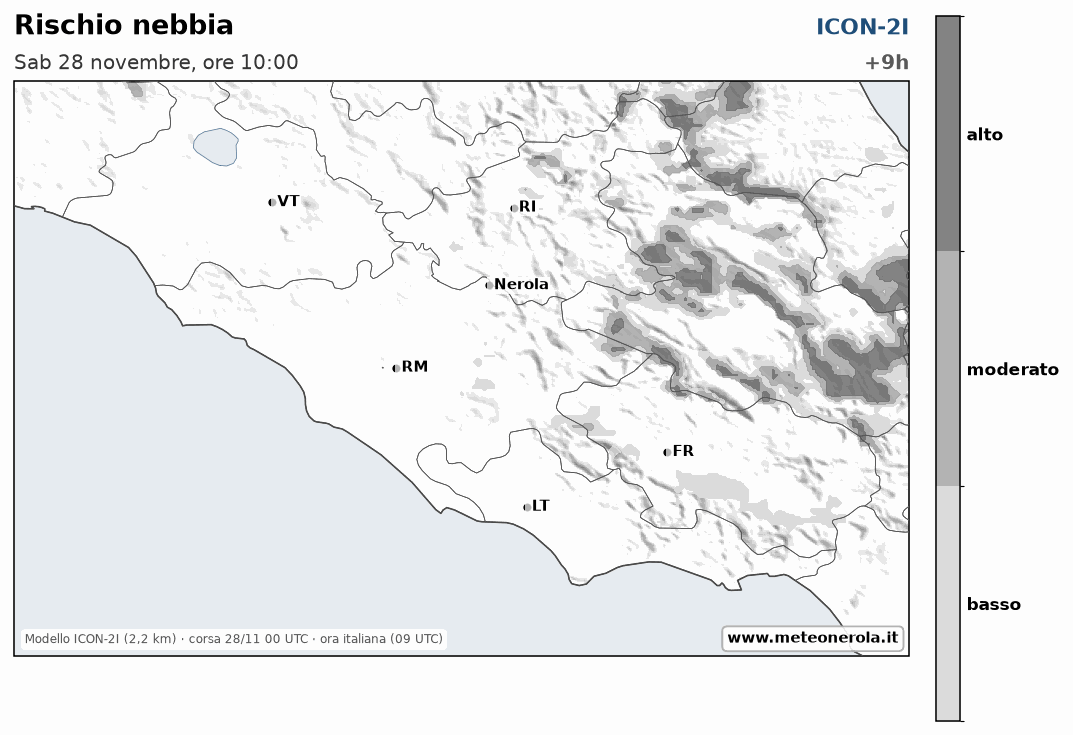 Rischio nebbia
ICON-2I
Sab 28 novembre, ore 10:00
+9h
alto
VT
RI
Nerola
RM
moderato
FR
LT
basso
Modello ICON-2I (2,2 km) · corsa 28/11 00 UTC · ora italiana (09 UTC)
www.meteonerola.it